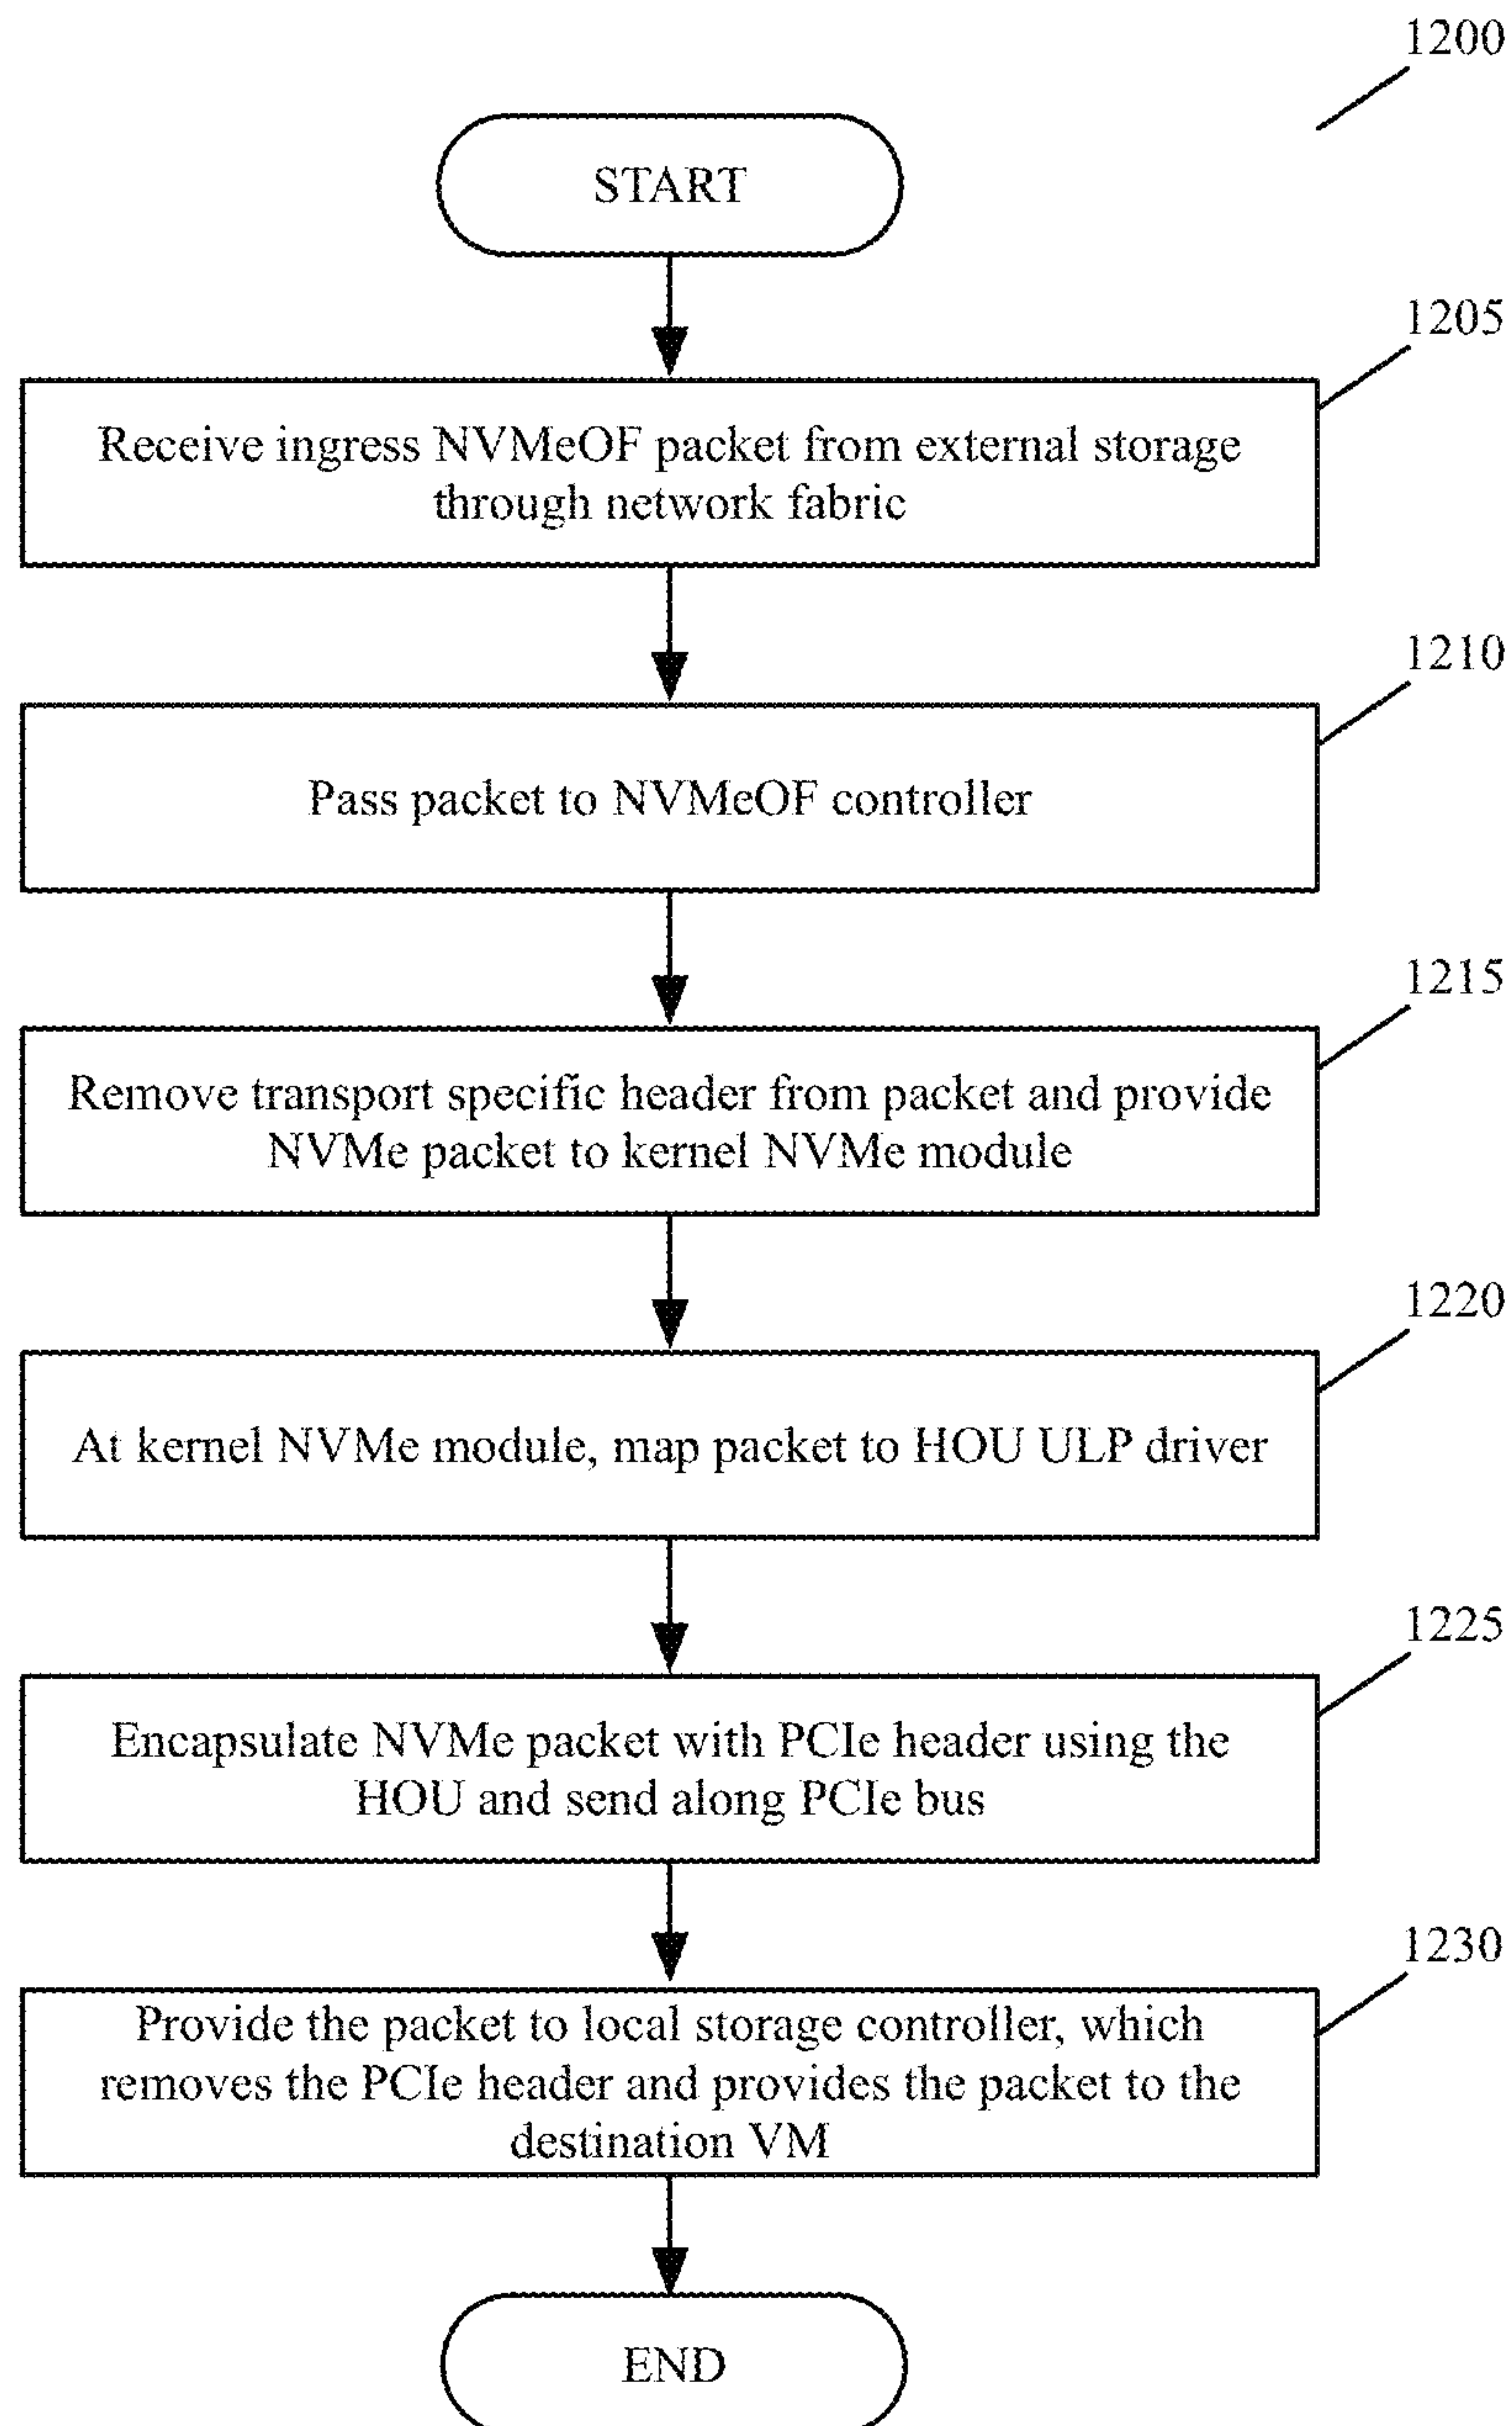 1200
START
1205
Receive ingress NVMeOF packet from external storage
through network fabric
1210
Pass packet to NVMeOF controller
1215
Remove transport specific header from packet and provide
NVMe packet to kernel NVMe module
1220
At kernel NVMe module, map packet to HOU ULP driver
1225
Encapsulate NVMe packet with PCIe header using the
HOU and send along PCIe bus
1230
Provide the packet to local storage controller, which
removes the PCIe header and provides the packet to the
destination VM
END